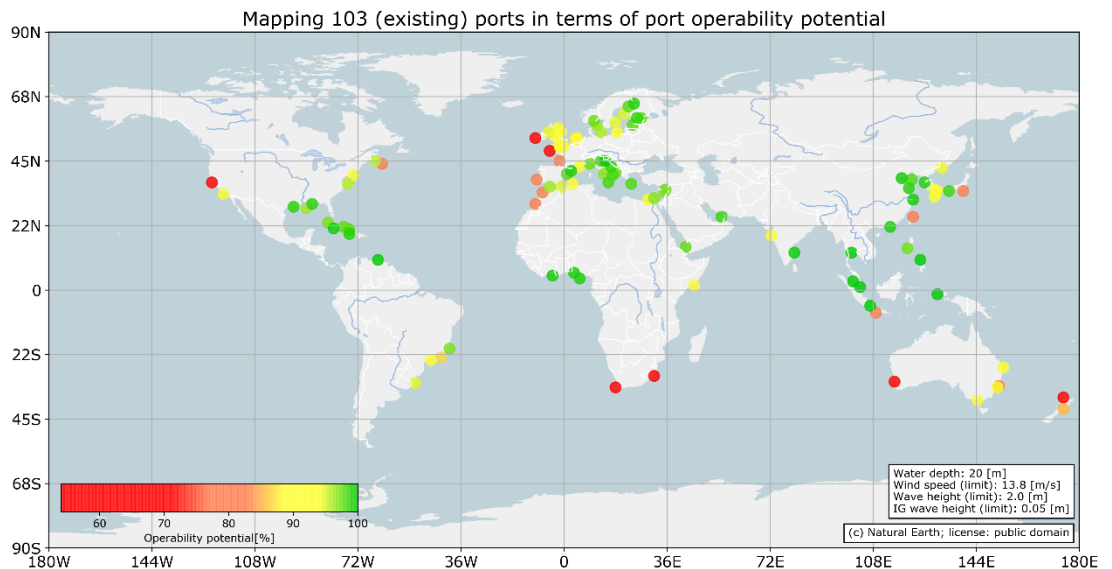 Mapping 103 (existing) ports in terms of port operability potential
90N
68N
45N
22N
0
22S
45S
68S
90S
60 70 80 90 100
Operability potential[%]
Water depth: 20 [m]
Wind speed (limit): 13.8 [m/s]
Wave height (limit): 2.0 [m]
IG wave height (limit): 0.05 [m]
(c) Natural Earth; license: public domain
180W 144W 108W 72W 36W 0 36E 72E 108E 144E 180E